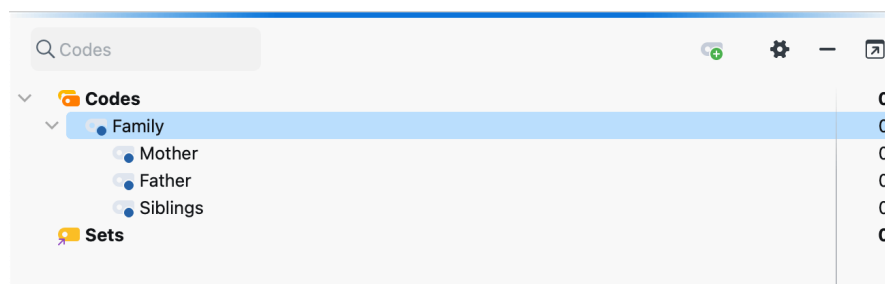 Codes
Codes
Family
Mother
Father
Siblings
Sets